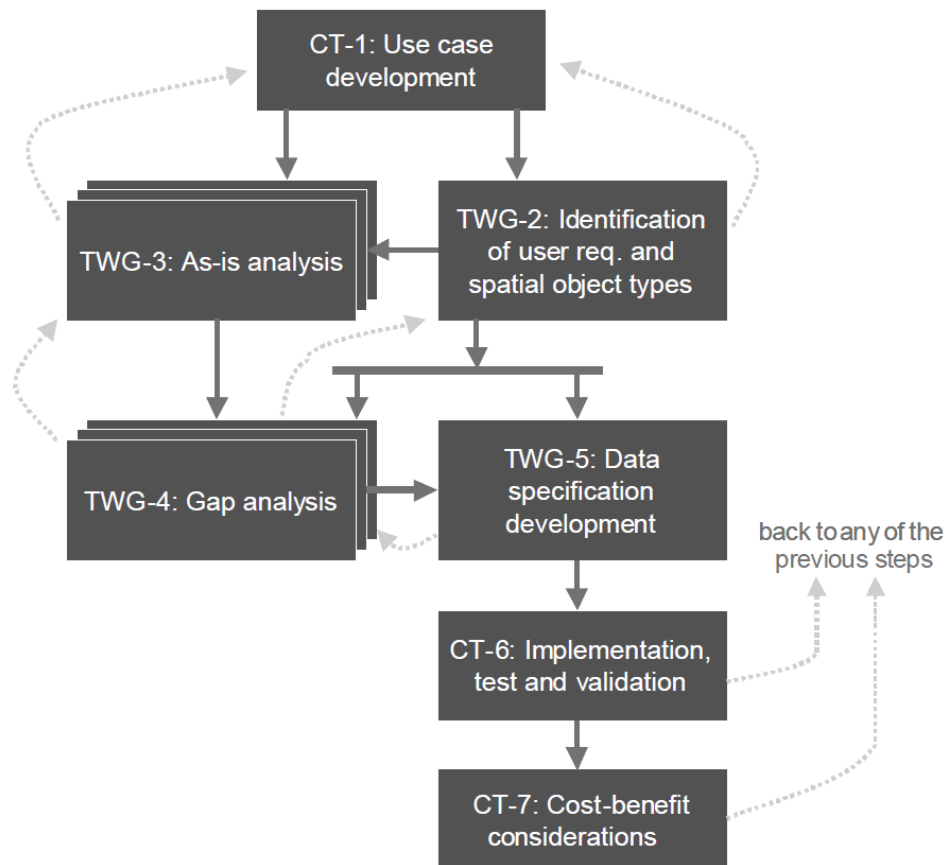 CT-1: Use case
development
TWG-2: Identification
of user req. and
spatial object types
TWG-3: As-is analysis
TWG-4: Gap analysis
TWG-5: Data
specification
development
back to any of the
previous steps
CT-6: Implementation,
test and validation
CT-7: Cost-benefit
considerations